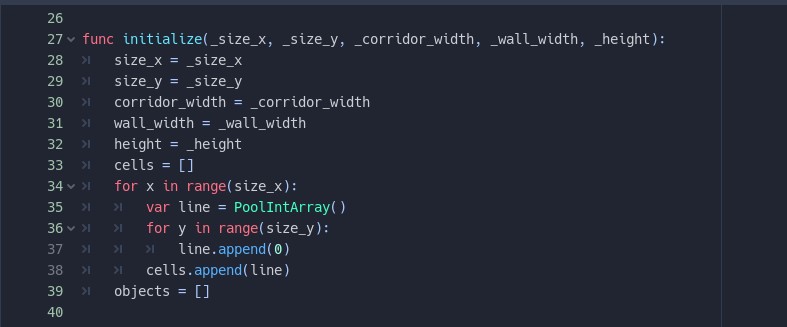 26
27 func initialize(_size_x, _size_y, _corridor_width, _wall_width, _height):
28 size_x = _size_x
29 size_y = _size_y
30 corridor_width = _corridor_width
31 wall_width = _wall_width
32 height = _height
33 cells = []
34 for x in range(size_x):
35 var line = PoolIntArray()
36 for y in range(size_y):
37 line.append(0)
38 cells.append(line)
39 objects = []
40